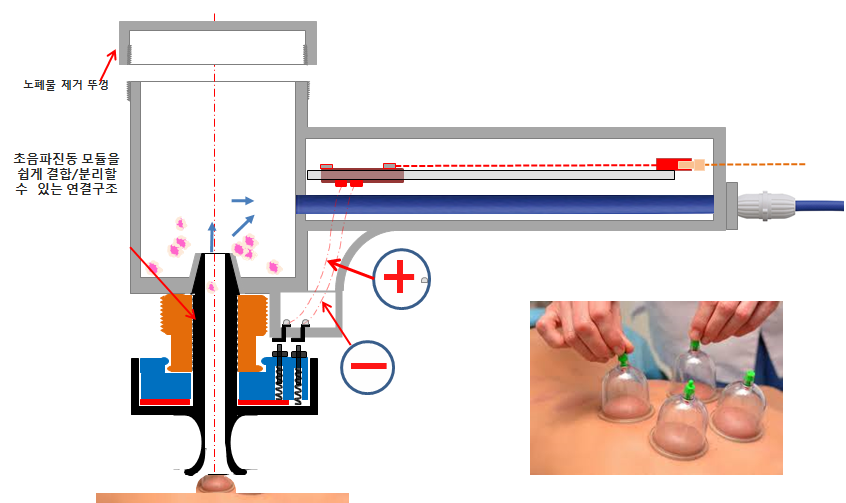 노폐물 제거 뚜껑
초음파진동 모듈을
쉽게 결합/분리할
수 있는 연결구조
+
−